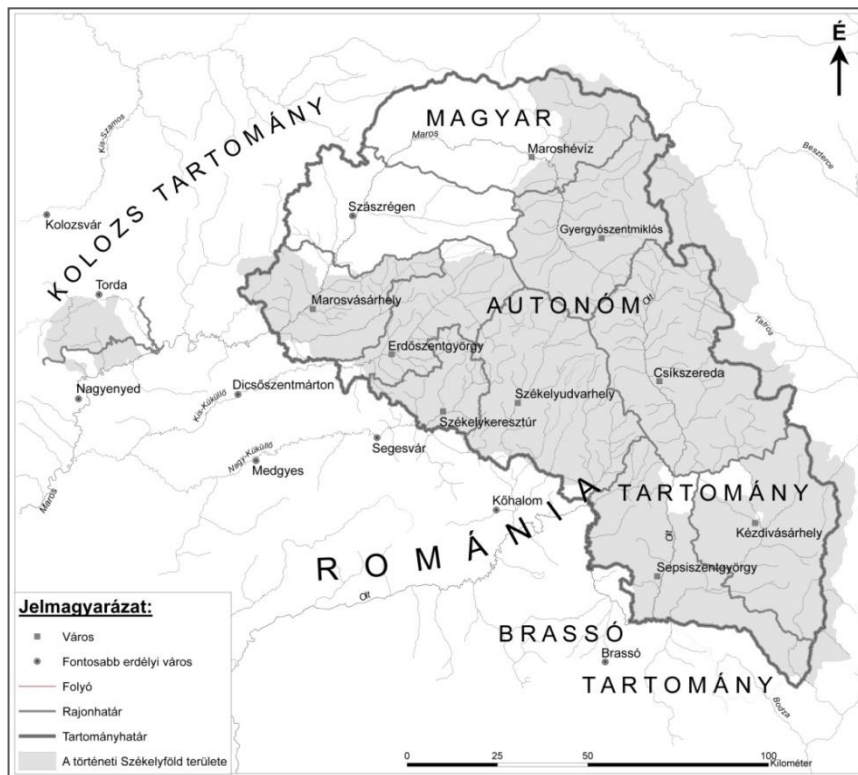 É
KOLOZS TARTOMÁNY
MAGYAR
Maros
Maroshévíz
Kis-Szamos
Beszterce
Kolozsvár
Szászrégen
Gyergyószentmiklós
Torda
Marosvásárhely
AUTONÓM
Olt
Tatros
Erdőszentgyörgy
Csíkszereda
Nagyenyed
Dicsőszentmárton
Kis-Küküllő
Székelyudvarhely
Székelykeresztúr
Segesvár
Nagy-Küküllő
Medgyes
Maros
Kőhalom
TARTOMÁNY
Kézdivásárhely
ROMÁNIA
Olt
Sepsiszentgyörgy
Olt
BRASSÓ
Brassó
TARTOMÁNY
Bodza
Jelmagyarázat:
Város
Fontosabb erdélyi város
Folyó
Rajonhatár
Tartományhatár
A történeti Székelyföld területe
0 25 50 100
Kilométer